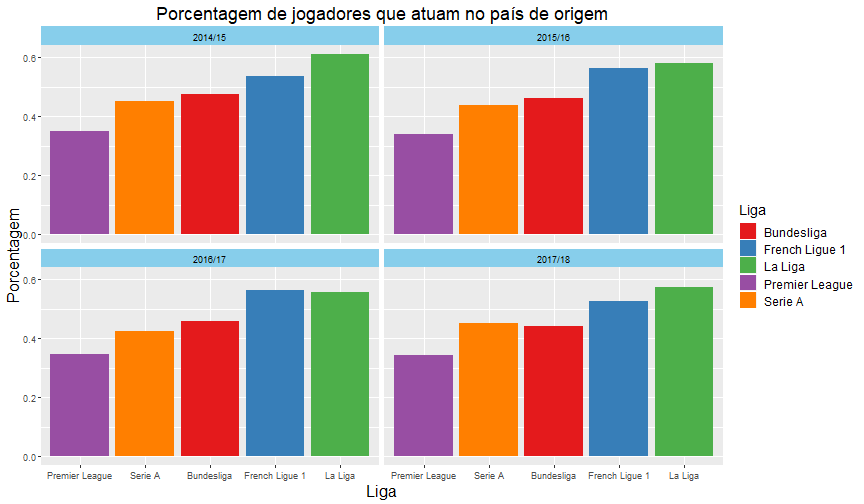 Porcentagem de jogadores que atuam no país de origem
2014/15
2015/16
0.6
0.4
0.2
0.0
2016/17
2017/18
0.6
0.4
0.2
0.0
Premier League
Serie A
Bundesliga
French Ligue 1
La Liga
Premier League
Serie A
Bundesliga
French Ligue 1
La Liga
Liga
Porcentagem
Liga
Bundesliga
French Ligue 1
La Liga
Premier League
Serie A